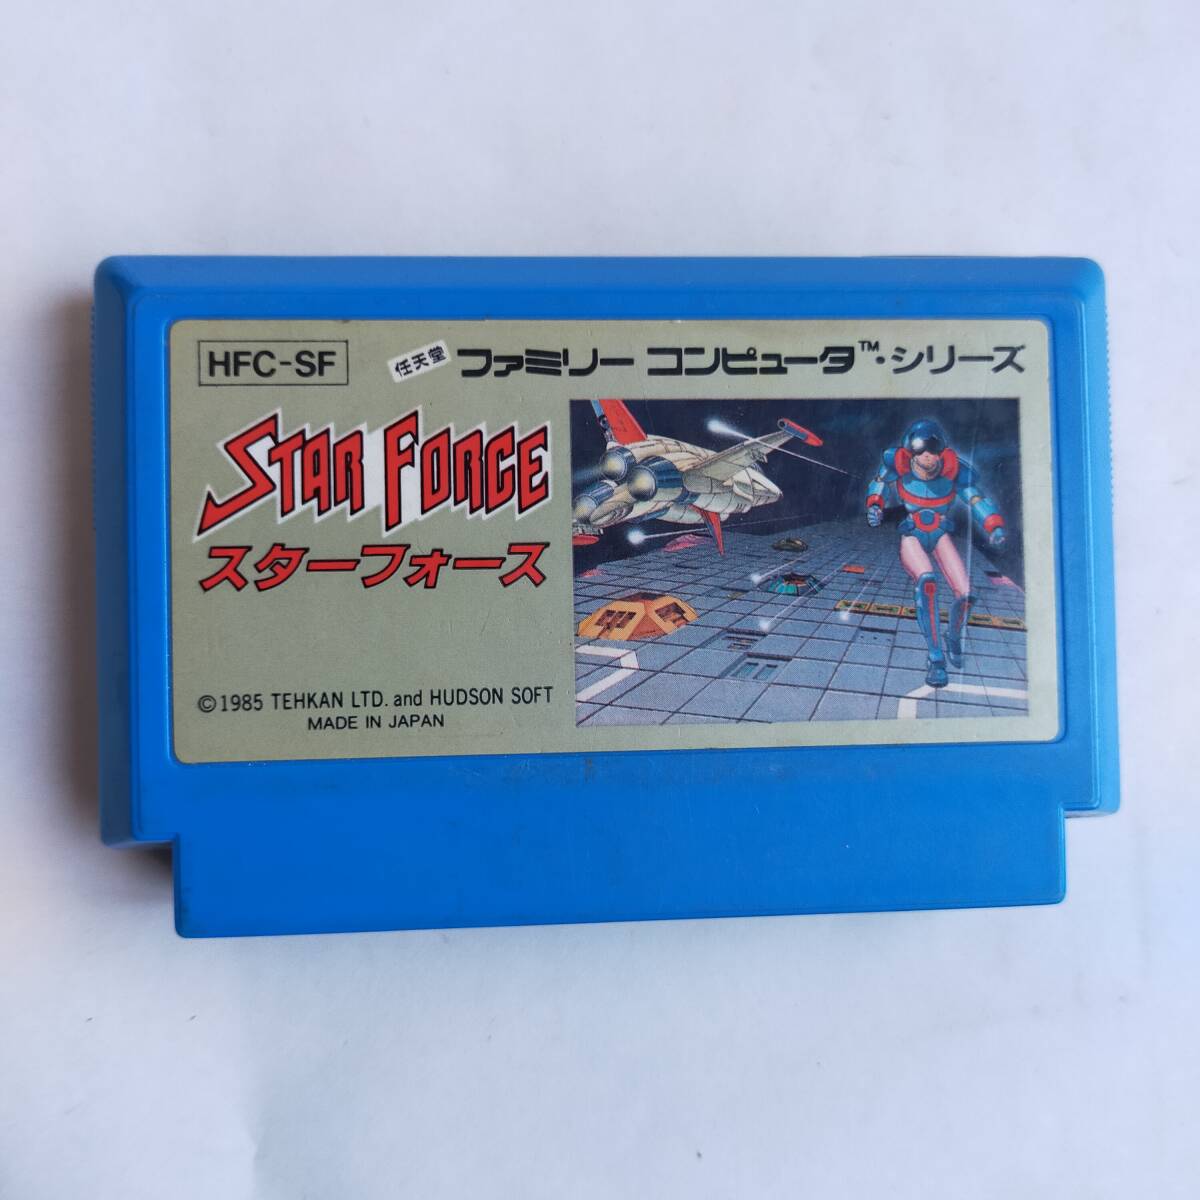 HFC-SF
任天堂 ファミリー コンピュータ™・シリーズ
STAR FORCE
スターフォース
©1985 TEHKAN LTD. and HUDSON SOFT
MADE IN JAPAN